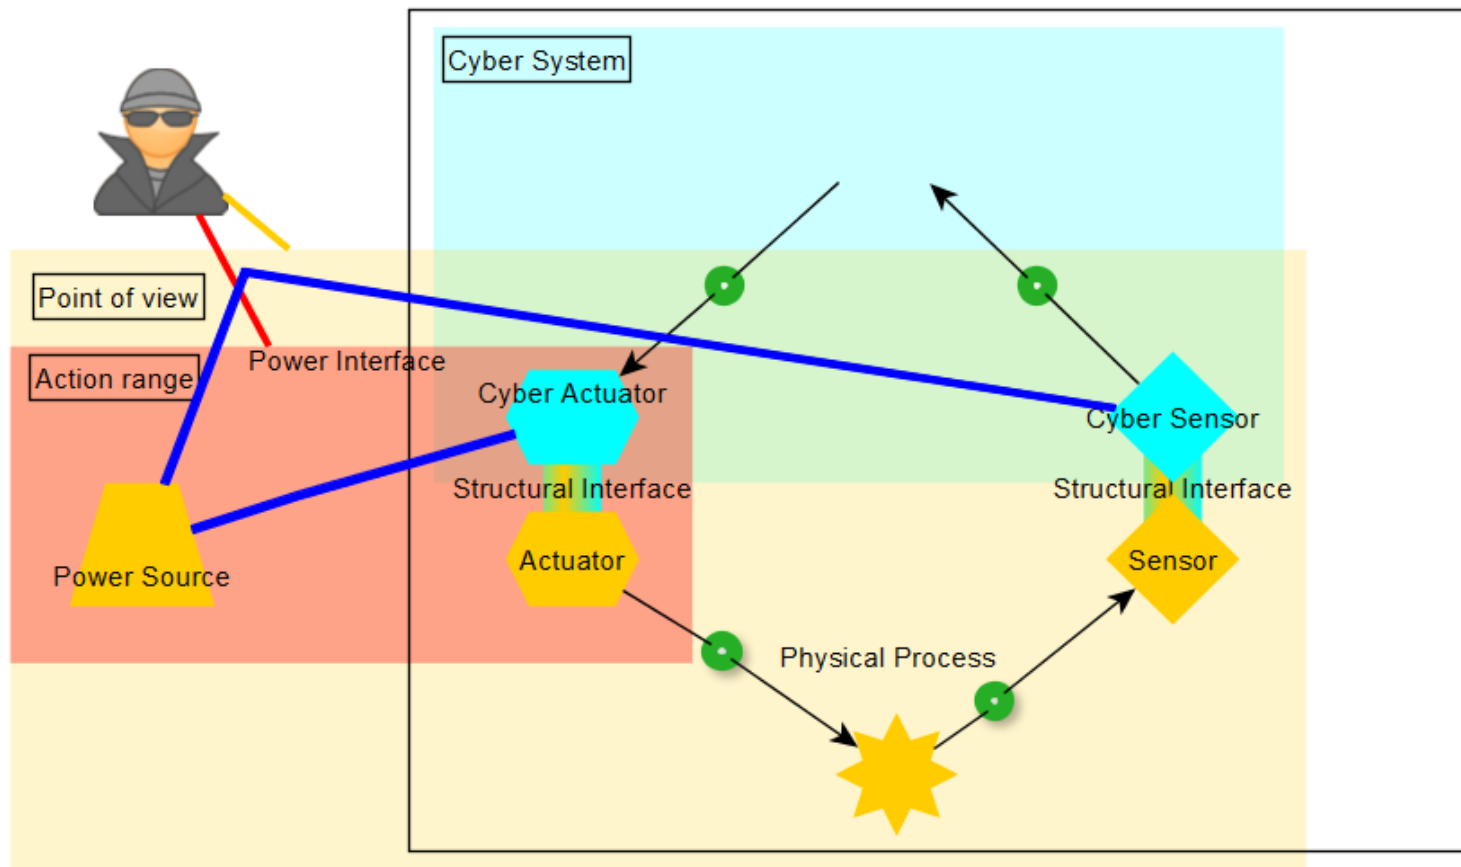 Cyber System
Point of view
Power Interface
Action range
Cyber Actuator
Cyber Sensor
Structural Interface
Structural Interface
Actuator
Sensor
Power Source
Physical Process